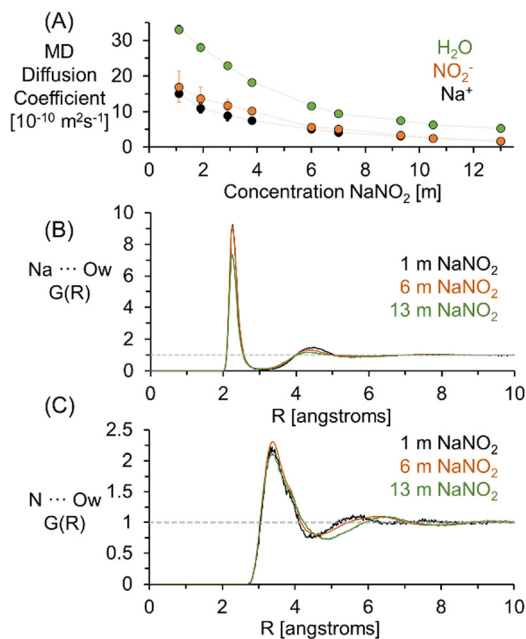 (A)
MD
Diffusion
Coefficient
[10⁻¹⁰ m²s⁻¹]
30
20
10
0
H₂O
NO₂⁻
Na⁺
0 2 4 6 8 10 12
Concentration NaNO₂ [m]
(B)
Na ··· Ow
G(R)
10
8
6
4
2
0
1 m NaNO₂
6 m NaNO₂
13 m NaNO₂
0 2 4 6 8 10
R [angstroms]
(C)
N ··· Ow
G(R)
2.5
2
1.5
1
0.5
0
1 m NaNO₂
6 m NaNO₂
13 m NaNO₂
0 2 4 6 8 10
R [angstroms]